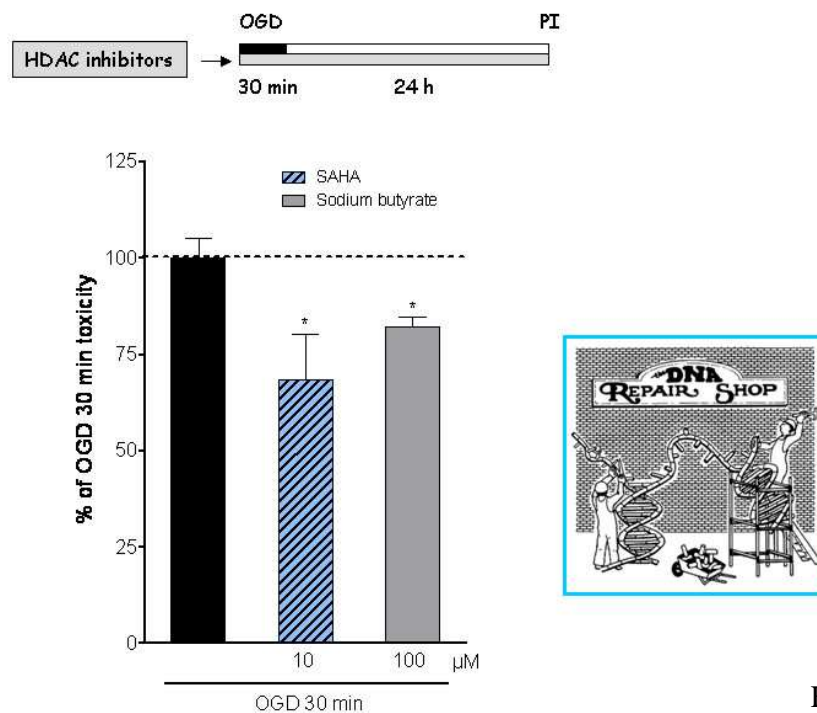 OGD PI
HDAC inhibitors
30 min 24 h
125
SAHA
Sodium butyrate
100
75
50
25
0
% of OGD 30 min toxicity
* *
10 100 µM
OGD 30 min
the DNA
REPAIR SHOP